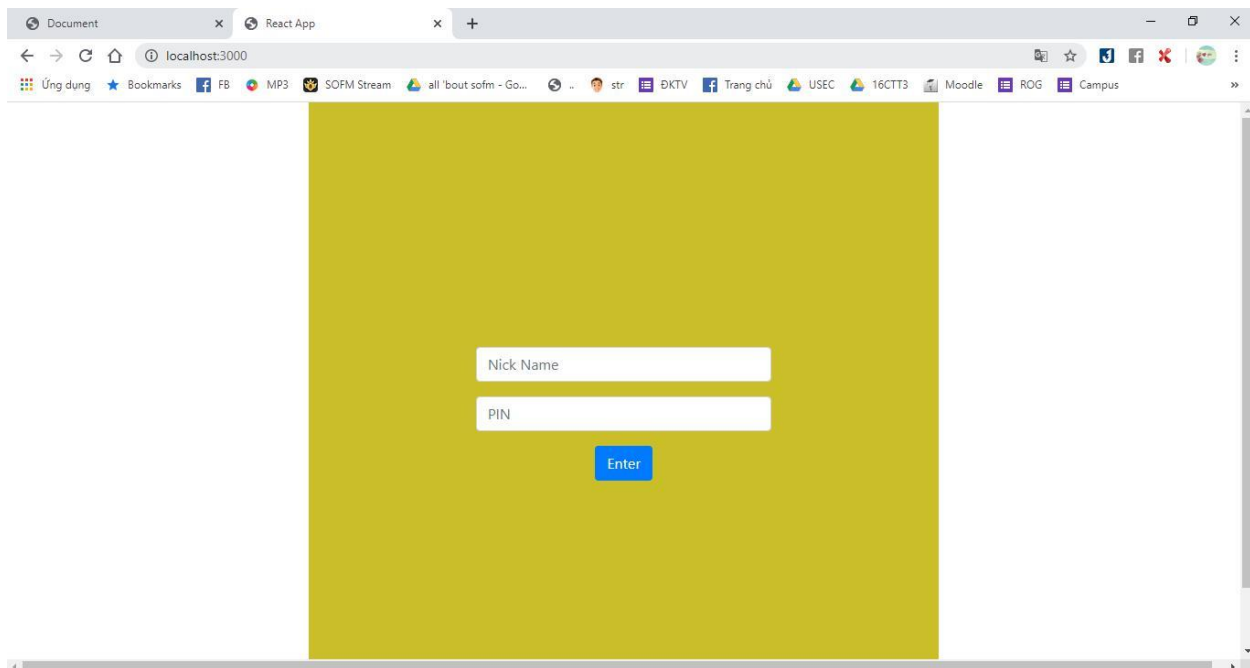 Document
React App
localhost:3000
Ứng dụng Bookmarks FB MP3 SOFM Stream all 'bout sofm - Go... .. str ĐKTV Trang chủ USEC 16CTT3 Moodle ROG Campus »
Nick Name
PIN
Enter